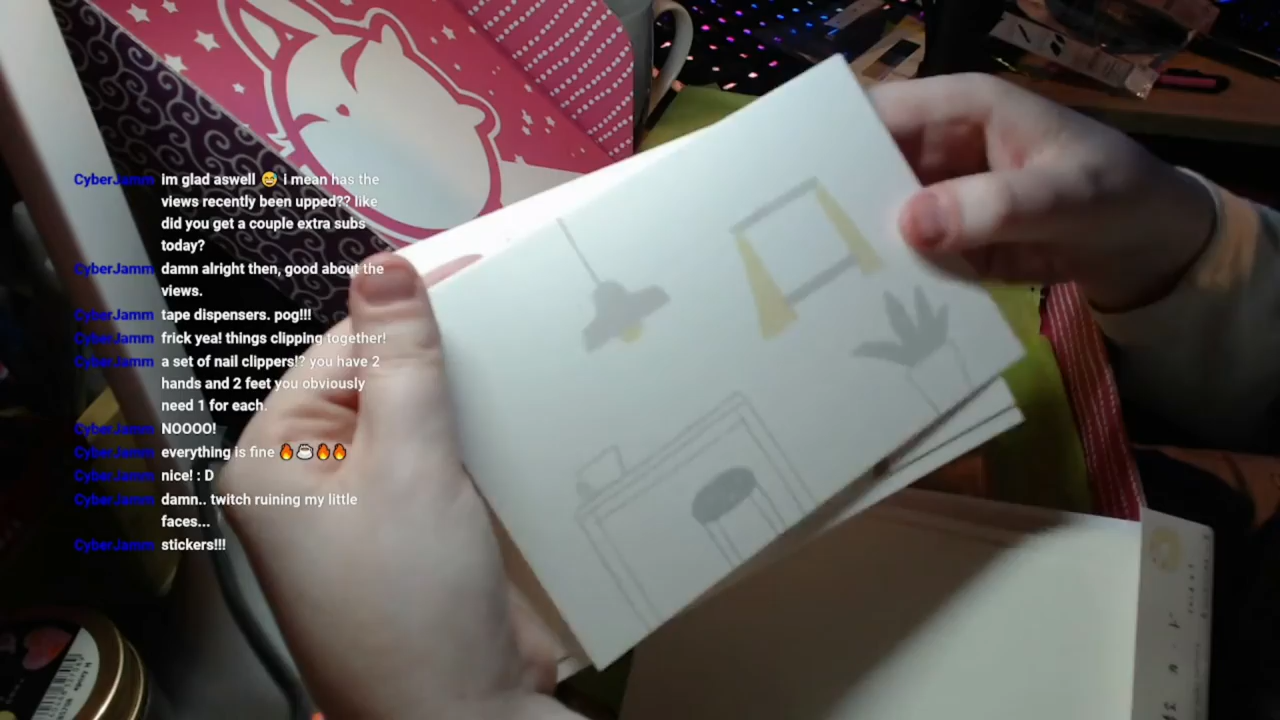 CyberJamm im glad aswell 😅 i mean has the
views recently been upped?? like
did you get a couple extra subs
today?
CyberJamm damn alright then, good about the
views.
CyberJamm tape dispensers. pog!!!
CyberJamm frick yea! things clipping together!
CyberJamm a set of nail clippers!? you have 2
hands and 2 feet you obviously
need 1 for each.
CyberJamm NOOOO!
CyberJamm everything is fine 🔥☕🔥🔥
CyberJamm nice! : D
CyberJamm damn.. twitch ruining my little
faces...
CyberJamm stickers!!!